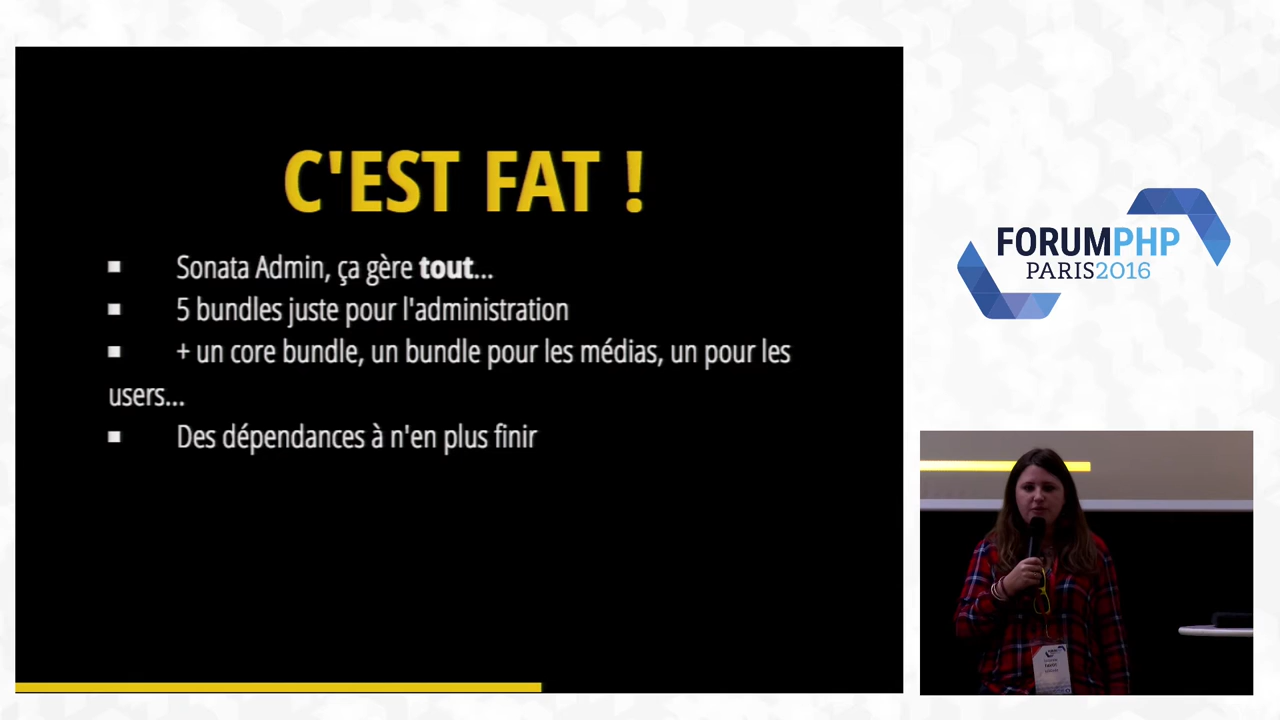 C'EST FAT !
Sonata Admin, ça gère tout...
5 bundles juste pour l'administration
+ un core bundle, un bundle pour les médias, un pour les
users...
Des dépendances à n'en plus finir
FORUMPHP
PARIS2016